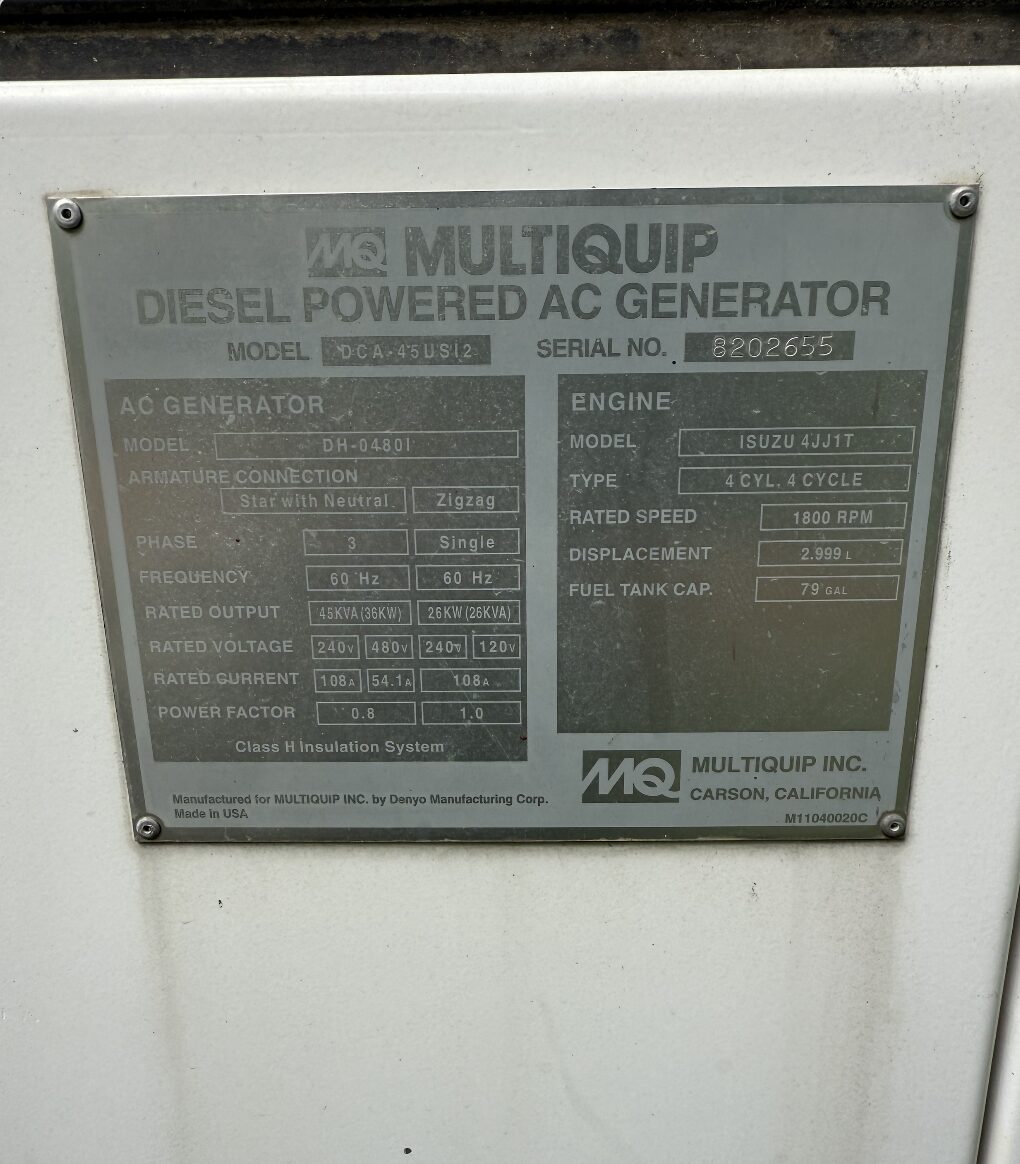 MQ MULTIQUIP
DIESEL POWERED AC GENERATOR
MODEL DCA-45USI2 SERIAL NO. 8202655
AC GENERATOR
MODEL DH-0480I
ARMATURE CONNECTION
Star with Neutral Zigzag
PHASE 3 Single
FREQUENCY 60 Hz 60 Hz
RATED OUTPUT 45KVA(36KW) 26KW(26KVA)
RATED VOLTAGE 240V 480V 240V 120V
RATED CURRENT 108A 54.1A 108A
POWER FACTOR 0.8 1.0
Class H Insulation System
ENGINE
MODEL ISUZU 4JJ1T
TYPE 4 CYL, 4 CYCLE
RATED SPEED 1800 RPM
DISPLACEMENT 2.999 L
FUEL TANK CAP. 79 GAL
Manufactured for MULTIQUIP INC. by Denyo Manufacturing Corp.
Made in USA
MQ MULTIQUIP INC.
CARSON, CALIFORNIA
M11040020C